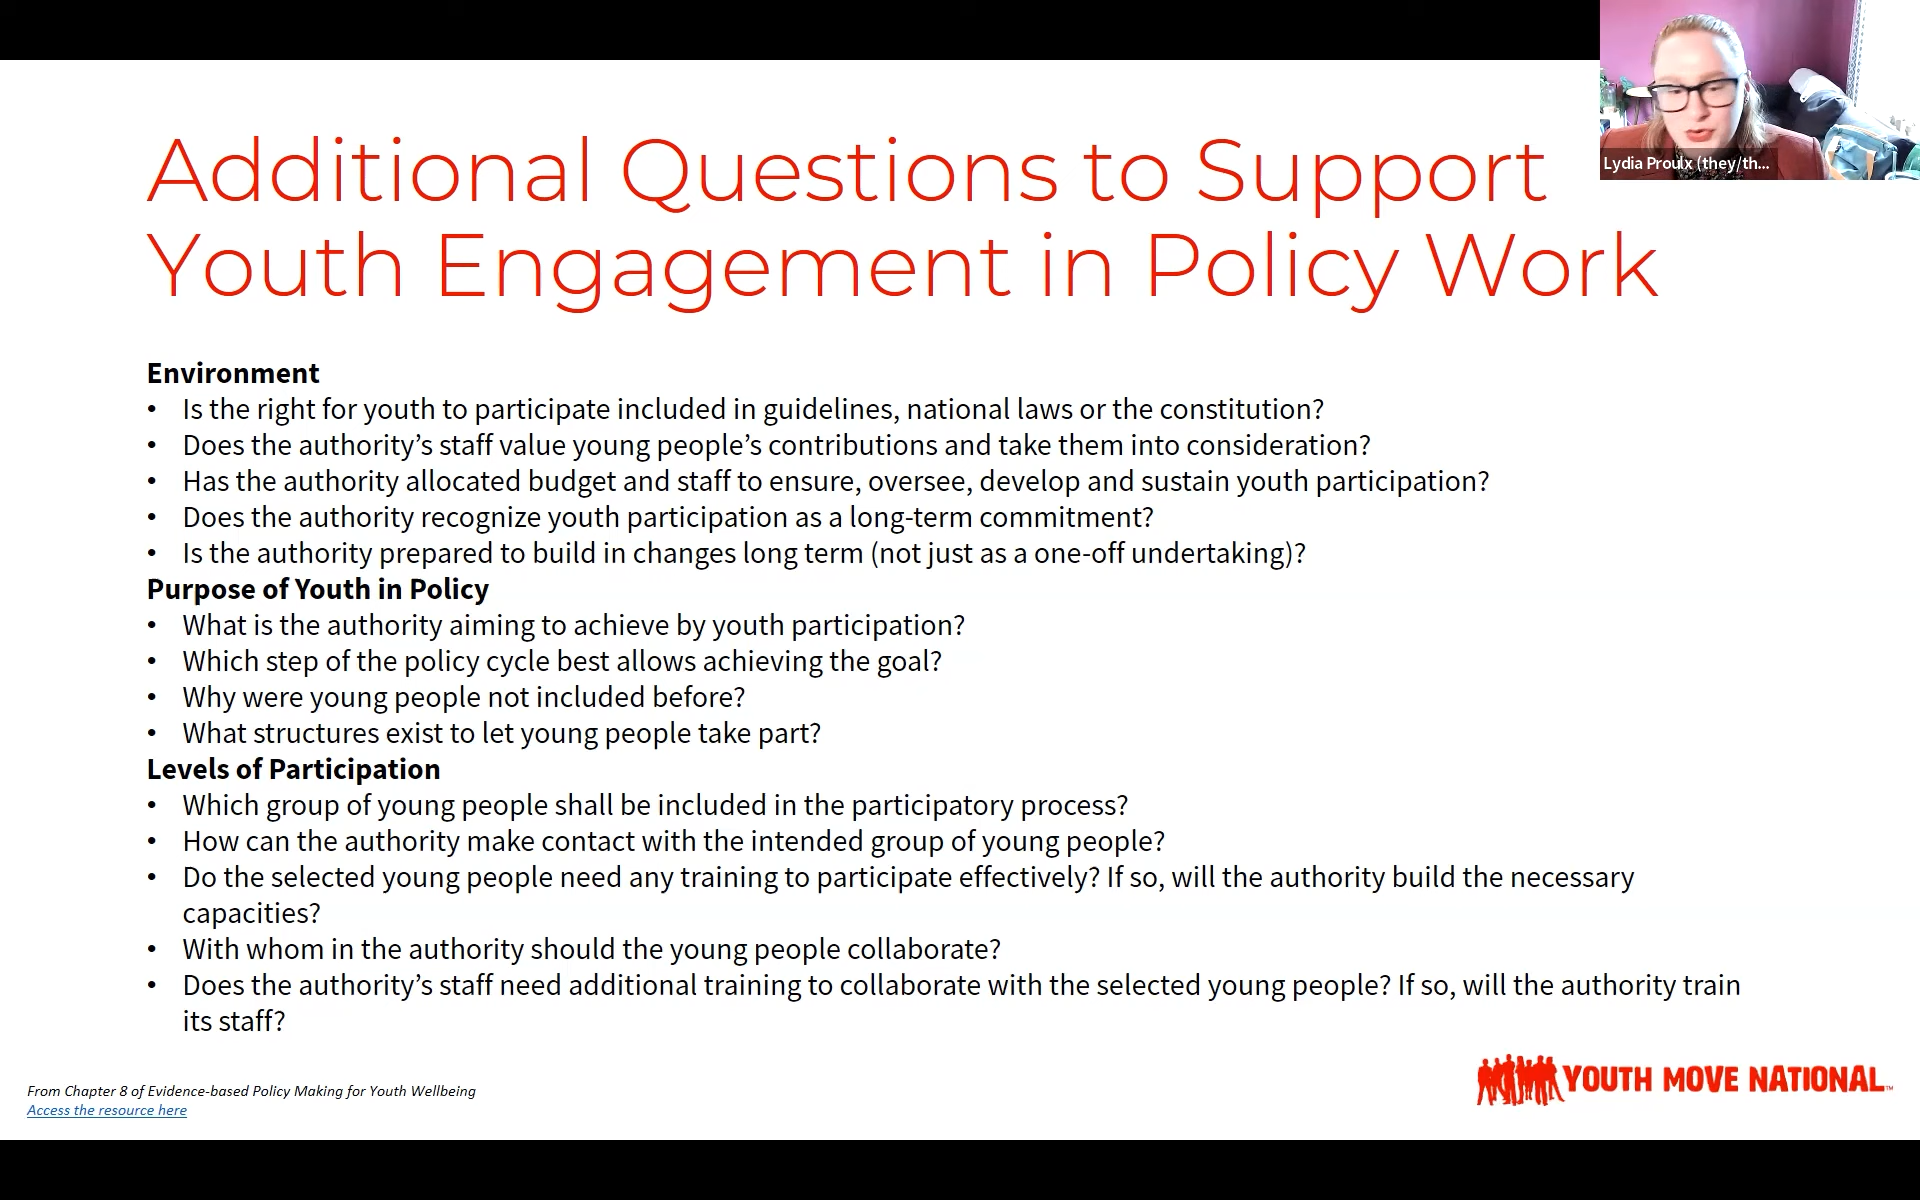 Additional Questions to Support
Youth Engagement in Policy Work
Lydia Proulx (they/th...
Environment
• Is the right for youth to participate included in guidelines, national laws or the constitution?
• Does the authority’s staff value young people’s contributions and take them into consideration?
• Has the authority allocated budget and staff to ensure, oversee, develop and sustain youth participation?
• Does the authority recognize youth participation as a long-term commitment?
• Is the authority prepared to build in changes long term (not just as a one-off undertaking)?
Purpose of Youth in Policy
• What is the authority aiming to achieve by youth participation?
• Which step of the policy cycle best allows achieving the goal?
• Why were young people not included before?
• What structures exist to let young people take part?
Levels of Participation
• Which group of young people shall be included in the participatory process?
• How can the authority make contact with the intended group of young people?
• Do the selected young people need any training to participate effectively? If so, will the authority build the necessary
capacities?
• With whom in the authority should the young people collaborate?
• Does the authority’s staff need additional training to collaborate with the selected young people? If so, will the authority train
its staff?
From Chapter 8 of Evidence-based Policy Making for Youth Wellbeing
Access the resource here
YOUTH MOVE NATIONAL™